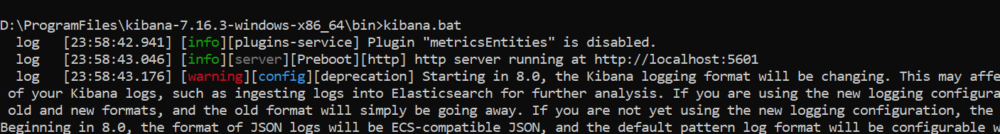 D:\ProgramFiles\kibana-7.16.3-windows-x86_64\bin>kibana.bat
log [23:58:42.941] [info][plugins-service] Plugin "metricsEntities" is disabled.
log [23:58:43.046] [info][server][Preboot][http] http server running at http://localhost:5601
log [23:58:43.176] [warning][config][deprecation] Starting in 8.0, the Kibana logging format will be changing. This may affe
of your Kibana logs, such as ingesting logs into Elasticsearch for further analysis. If you are using the new logging configura
old and new formats, and the old format will simply be going away. If you are not yet using the new logging configuration, the
Beginning in 8.0, the format of JSON logs will be ECS-compatible JSON, and the default pattern log format will be configurable w